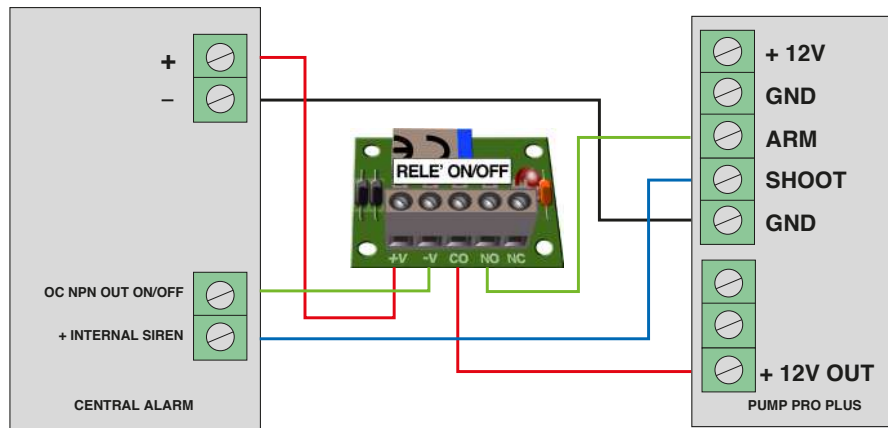 +
−
OC NPN OUT ON/OFF
+ INTERNAL SIREN
CENTRAL ALARM
RELE' ON/OFF
+V -V CO NO NC
+ 12V
GND
ARM
SHOOT
GND
+ 12V OUT
PUMP PRO PLUS